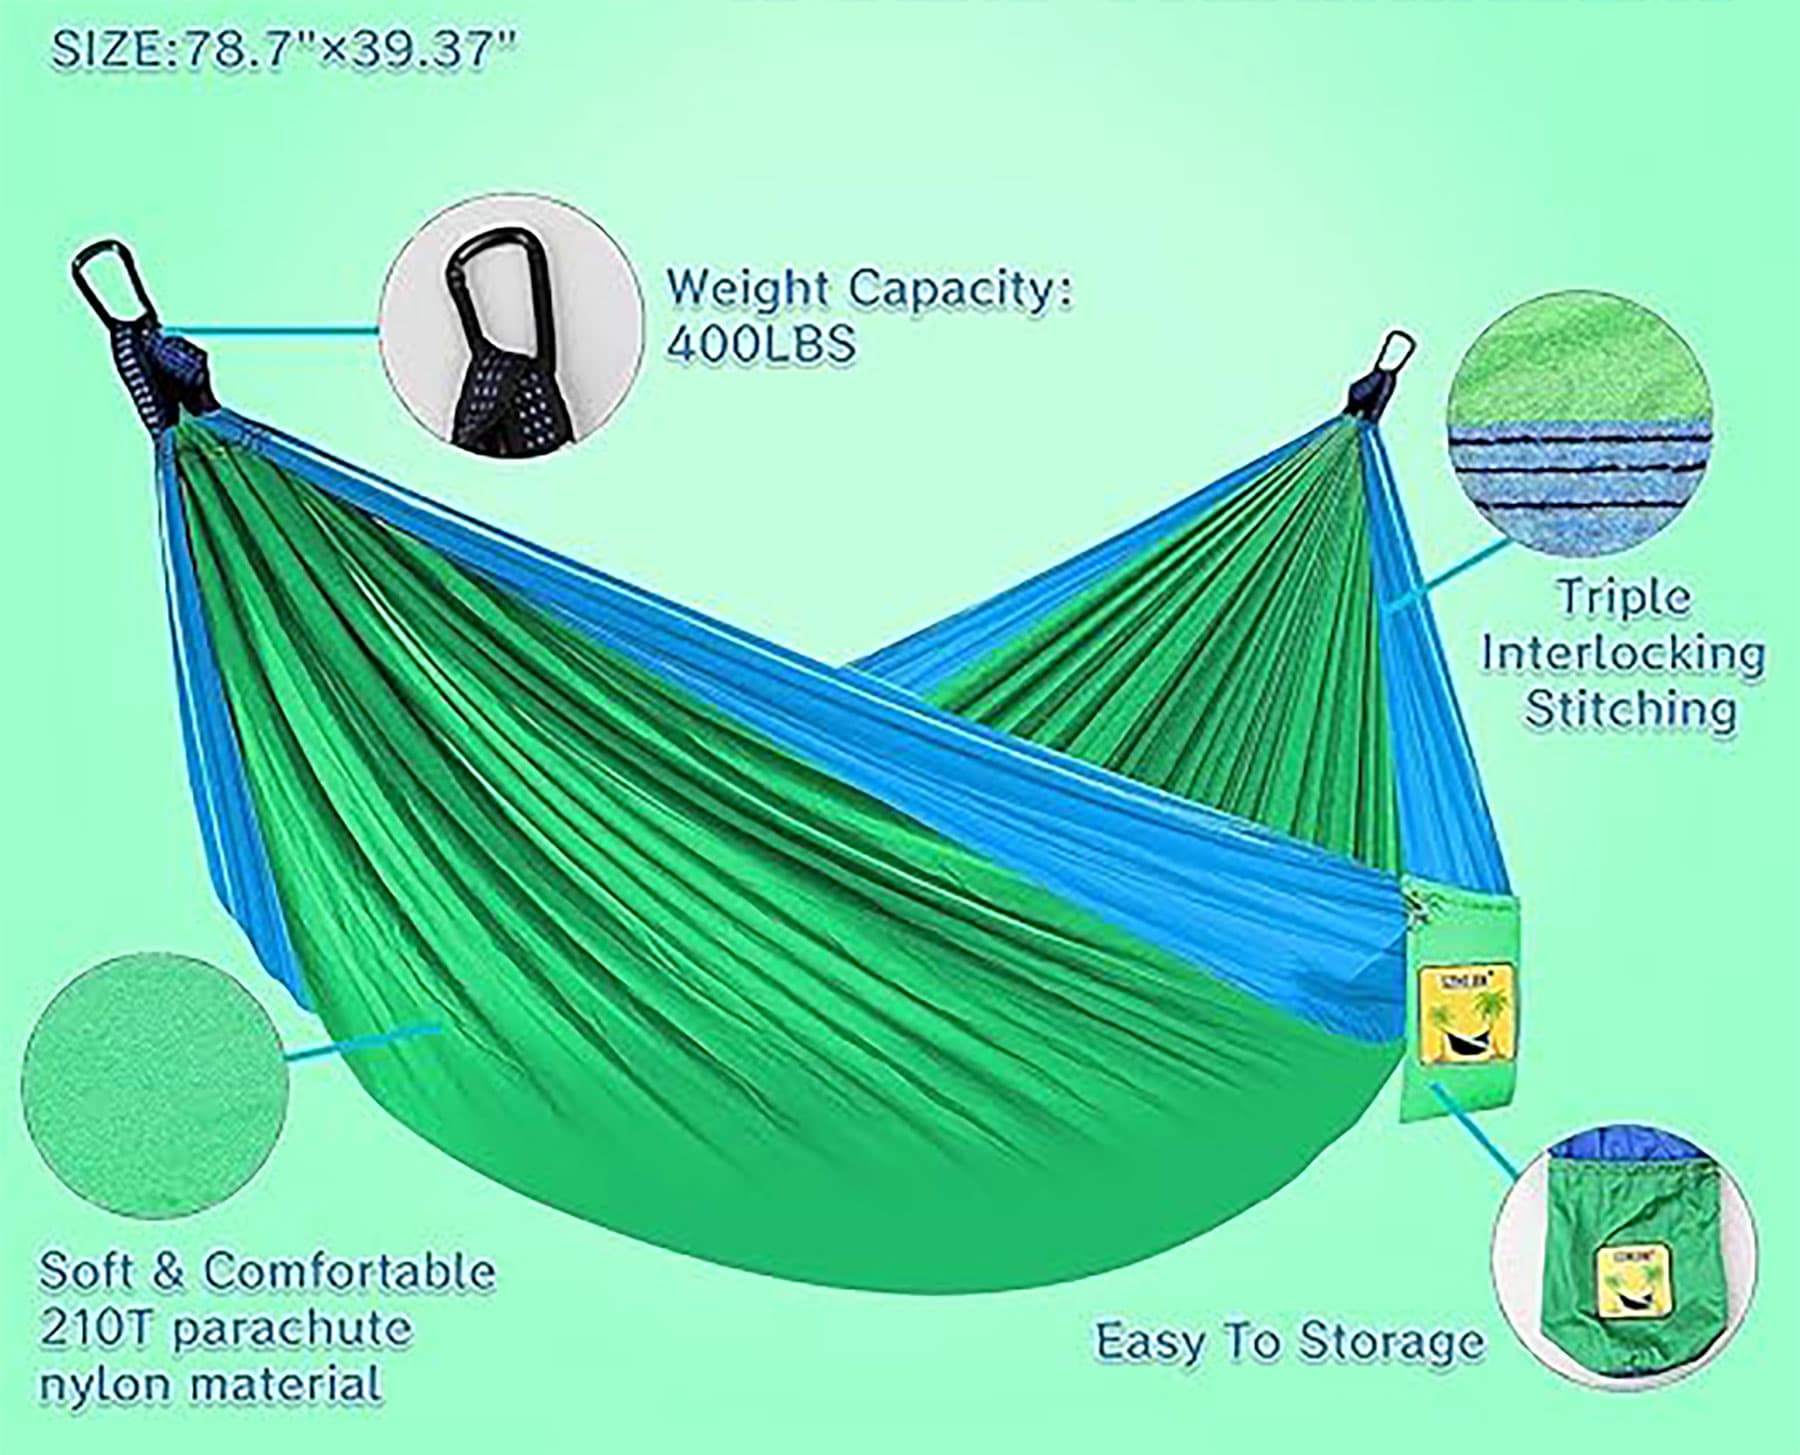 SIZE:78.7"×39.37"
Weight Capacity:
400LBS
Triple
Interlocking
Stitching
Soft & Comfortable
210T parachute
nylon material
Easy To Storage